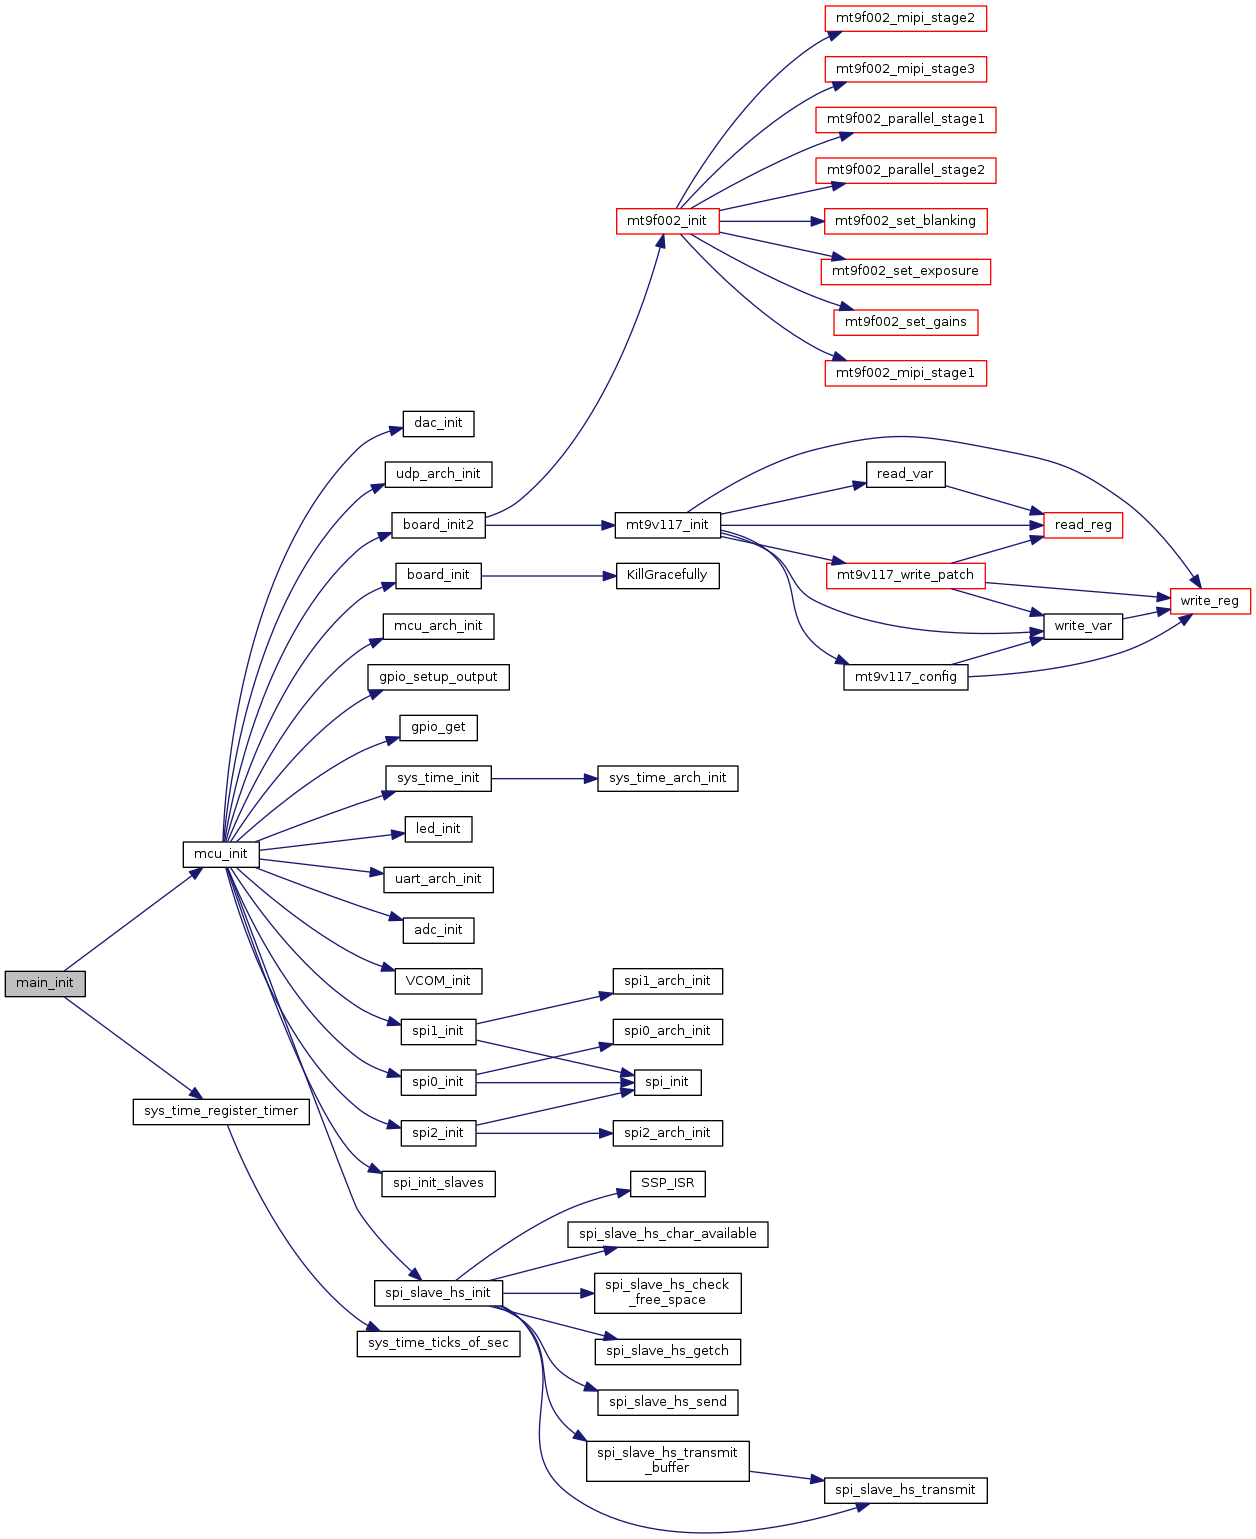 mt9f002_mipi_stage2
mt9f002_mipi_stage3
mt9f002_parallel_stage1
mt9f002_parallel_stage2
mt9f002_init
mt9f002_set_blanking
mt9f002_set_exposure
mt9f002_set_gains
mt9f002_mipi_stage1
dac_init
udp_arch_init
read_var
board_init2
mt9v117_init
read_reg
board_init
KillGracefully
mt9v117_write_patch
write_reg
mcu_arch_init
write_var
gpio_setup_output
mt9v117_config
gpio_get
sys_time_init
sys_time_arch_init
led_init
mcu_init
uart_arch_init
adc_init
main_init
VCOM_init
spi1_arch_init
spi1_init
spi0_arch_init
spi0_init
spi_init
sys_time_register_timer
spi2_init
spi2_arch_init
spi_init_slaves
SSP_ISR
spi_slave_hs_char_available
spi_slave_hs_init
spi_slave_hs_check
_free_space
sys_time_ticks_of_sec
spi_slave_hs_getch
spi_slave_hs_send
spi_slave_hs_transmit
_buffer
spi_slave_hs_transmit